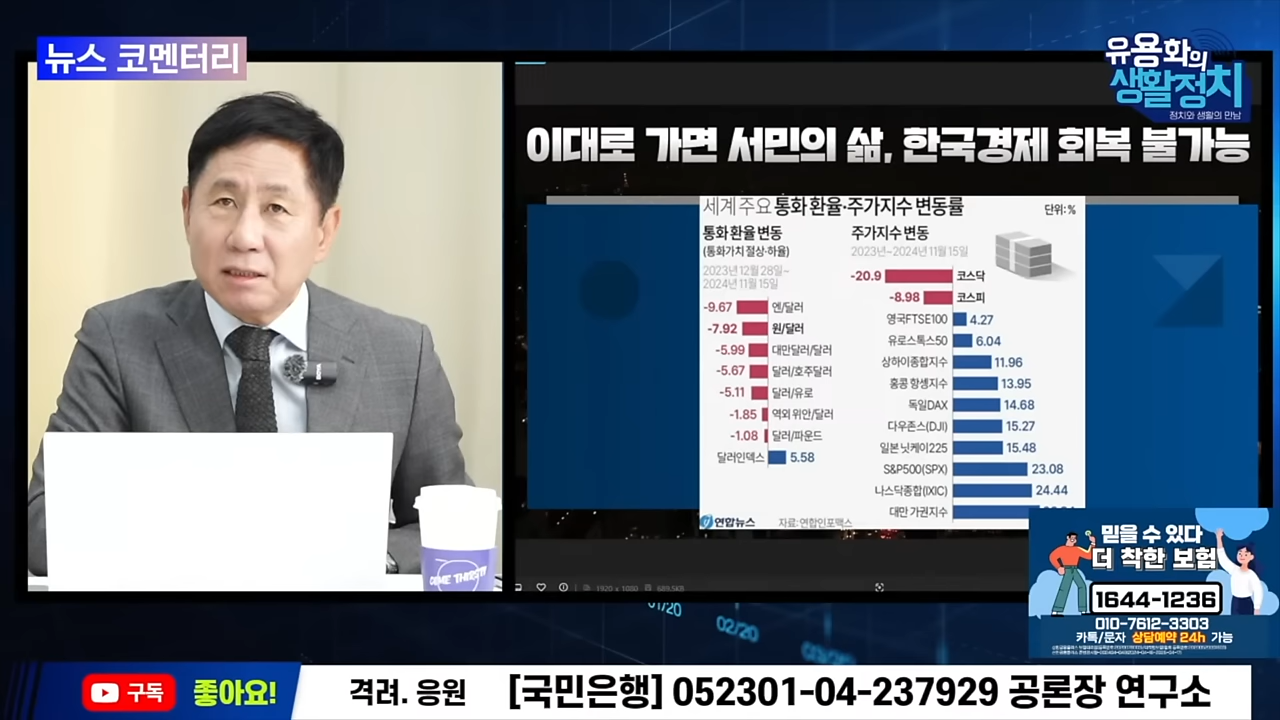 뉴스 코멘터리
유용화의
생활정치
정치와 생활의 만남
이대로 가면 서민의 삶, 한국경제 회복 불가능
세계 주요 통화 환율·주가지수 변동률
단위:%
통화 환율 변동
(통화가치 절상·하율)
2023년 12월 28일~
2024년 11월 15일
-9.67 엔/달러
-7.92 원/달러
-5.99 대만달러/달러
-5.67 달러/호주달러
-5.11 달러/유로
-1.85 역외 위안/달러
-1.08 달러/파운드
달러인덱스 5.58
주가지수 변동
2023년~2024년 11월 15일
-20.9 코스닥
-8.98 코스피
영국FTSE100 4.27
유로스톡스50 6.04
상하이종합지수 11.96
홍콩 항셍지수 13.95
독일DAX 14.68
다우존스(DJI) 15.27
일본 닛케이225 15.48
S&P500(SPX) 23.08
나스닥종합(IXIC) 24.44
대만 가권지수
연합뉴스
자료: 연합인포맥스
1920 x 1080 689.5KB
COME THIRSTY
01/20
02/20
믿을 수 있다
더 착한 보험
1644-1236
010-7612-3303
카톡/문자 상담예약 24h 가능
구독
좋아요!
격려. 응원 [국민은행] 052301-04-237929 공론장 연구소